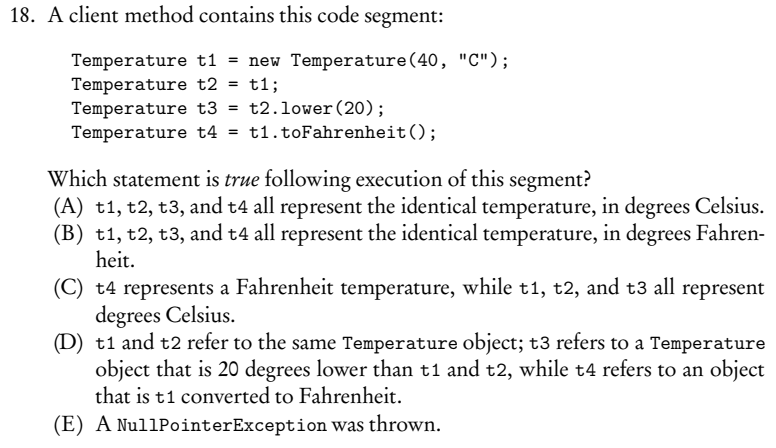 18. A client method contains this code segment:
Temperature t1 = new Temperature(40, "C");
Temperature t2 = t1;
Temperature t3 = t2.lower(20);
Temperature t4 = t1.toFahrenheit();
Which statement is true following execution of this segment?
(A) t1, t2, t3, and t4 all represent the identical temperature, in degrees Celsius.
(B) t1, t2, t3, and t4 all represent the identical temperature, in degrees Fahren-
heit.
(C) t4 represents a Fahrenheit temperature, while t1, t2, and t3 all represent
degrees Celsius.
(D) t1 and t2 refer to the same Temperature object; t3 refers to a Temperature
object that is 20 degrees lower than t1 and t2, while t4 refers to an object
that is t1 converted to Fahrenheit.
(E) A NullPointerException was thrown.